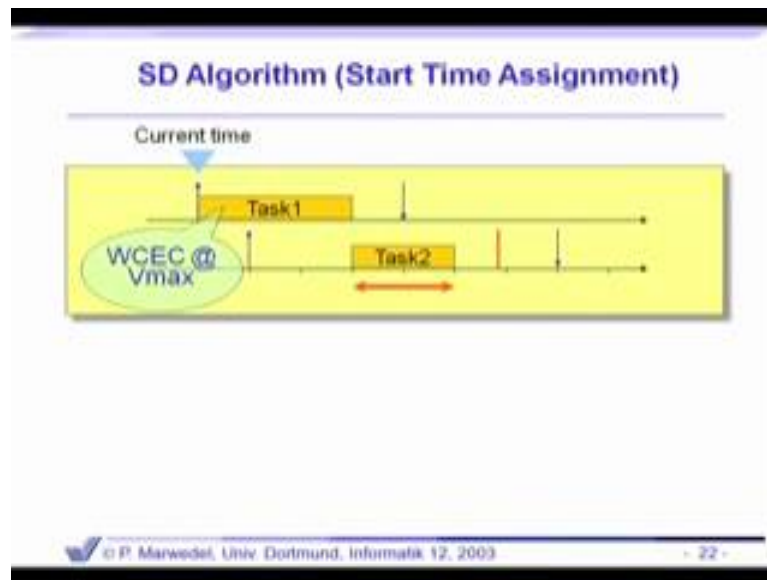 SD Algorithm (Start Time Assignment)
Current time
Task1
WCEC @
Vmax
Task2
© P. Marwedel, Univ. Dortmund, Informatik 12, 2003
- 22 -